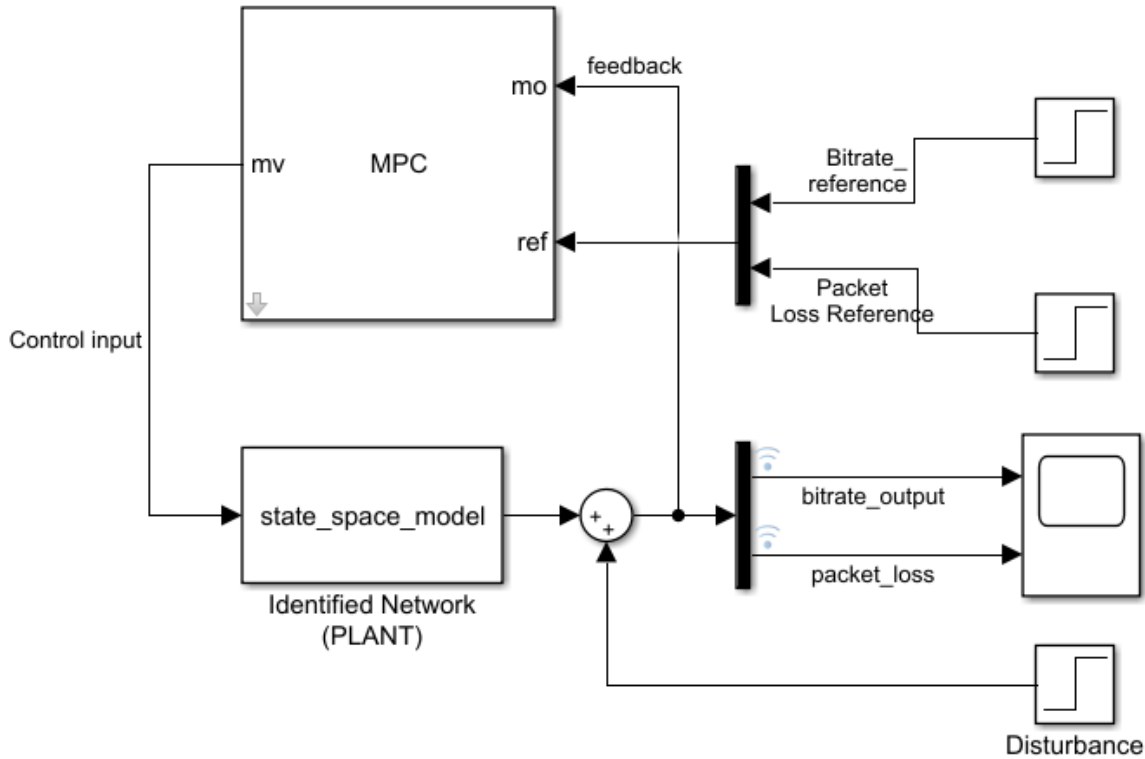 feedback
mo
mv
MPC
Bitrate_
reference
ref
Packet
Loss Reference
Control input
state_space_model
+
+
bitrate_output
packet_loss
Identified Network
(PLANT)
Disturbance